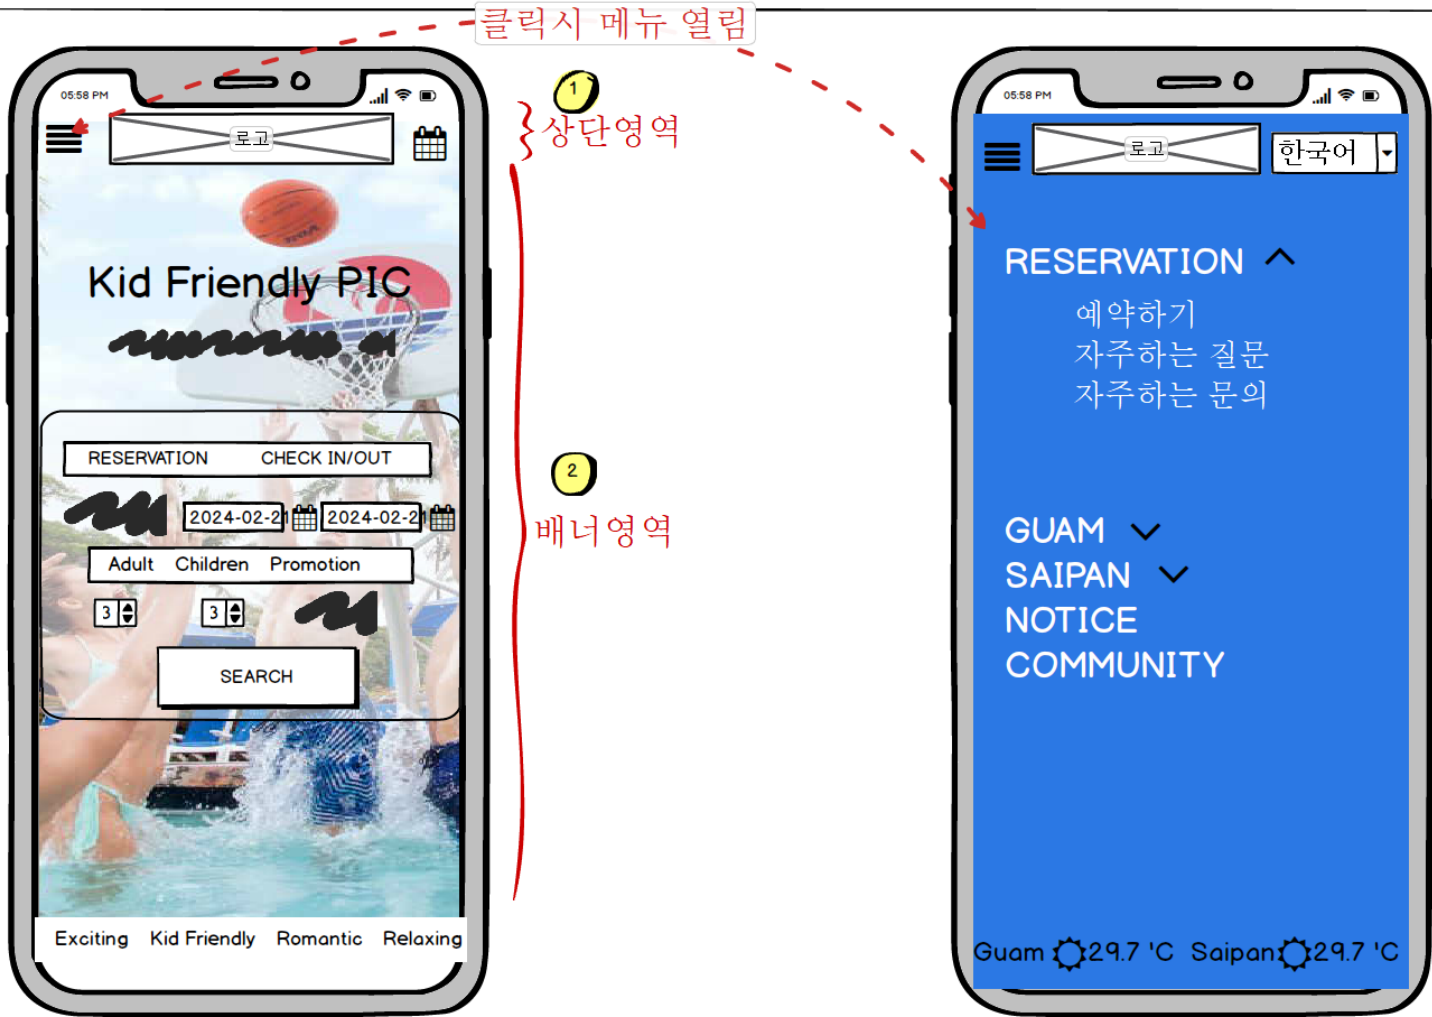 클릭시 메뉴 열림
05:58 PM
로고
1
상단영역
Kid Friendly PIC
RESERVATION CHECK IN/OUT
2024-02-21 2024-02-21
Adult Children Promotion
3 3
SEARCH
2
배너영역
Exciting Kid Friendly Romantic Relaxing
05:58 PM
로고
한국어
RESERVATION
예약하기
자주하는 질문
자주하는 문의
GUAM
SAIPAN
NOTICE
COMMUNITY
Guam 29.7 'C Saipan 29.7 'C